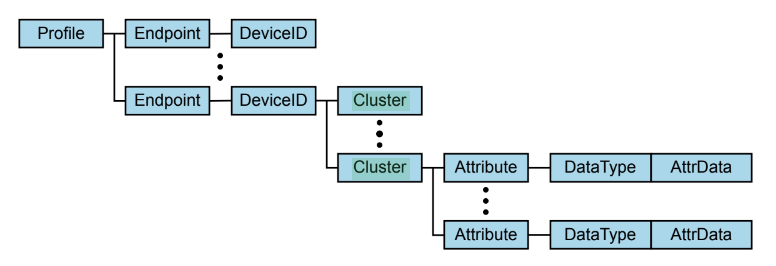 Profile Endpoint DeviceID
Endpoint DeviceID Cluster
Cluster Attribute DataType AttrData
Attribute DataType AttrData